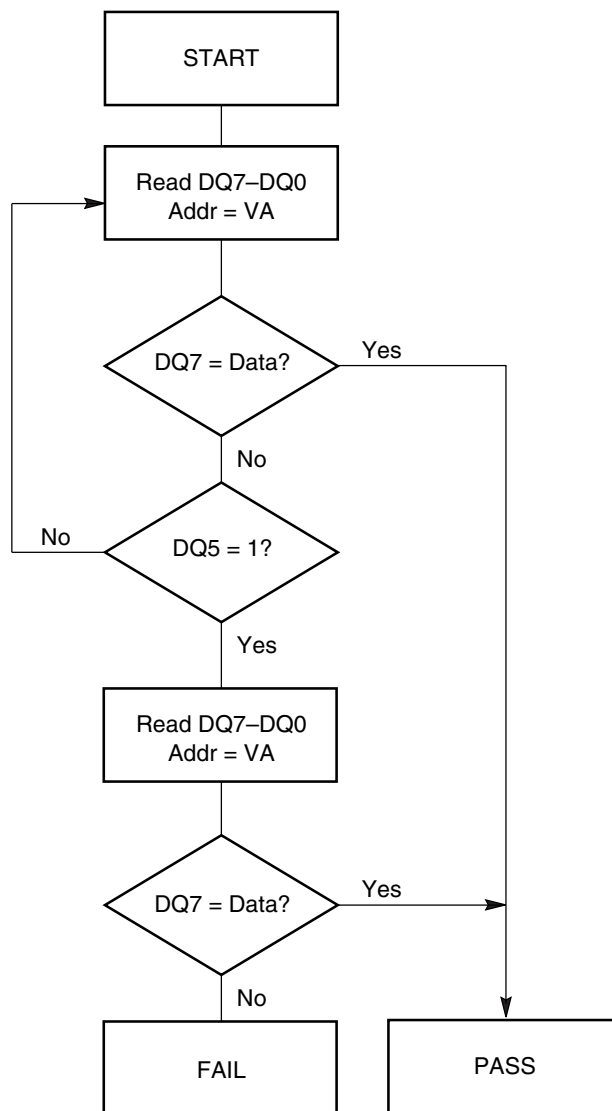 START
Read DQ7–DQ0
Addr = VA
DQ7 = Data?
Yes
No
No
DQ5 = 1?
Yes
Read DQ7–DQ0
Addr = VA
DQ7 = Data?
Yes
No
FAIL
PASS